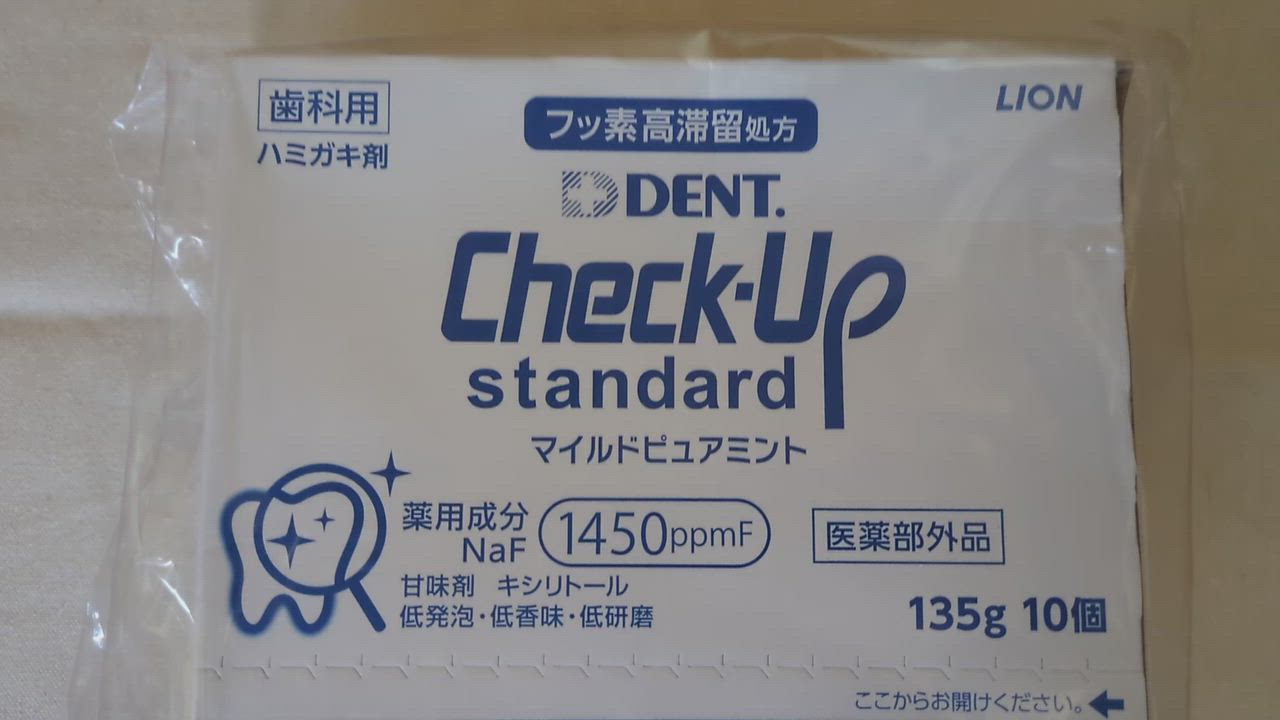 歯科用
ハミガキ剤
フッ素高滞留処方
LION
DENT.
Check-Up
standard
マイルドピュアミント
薬用成分
NaF
1450ppmF
医薬部外品
甘味剤 キシリトール
低発泡・低香味・低研磨
135g 10個
ここからお開けください。